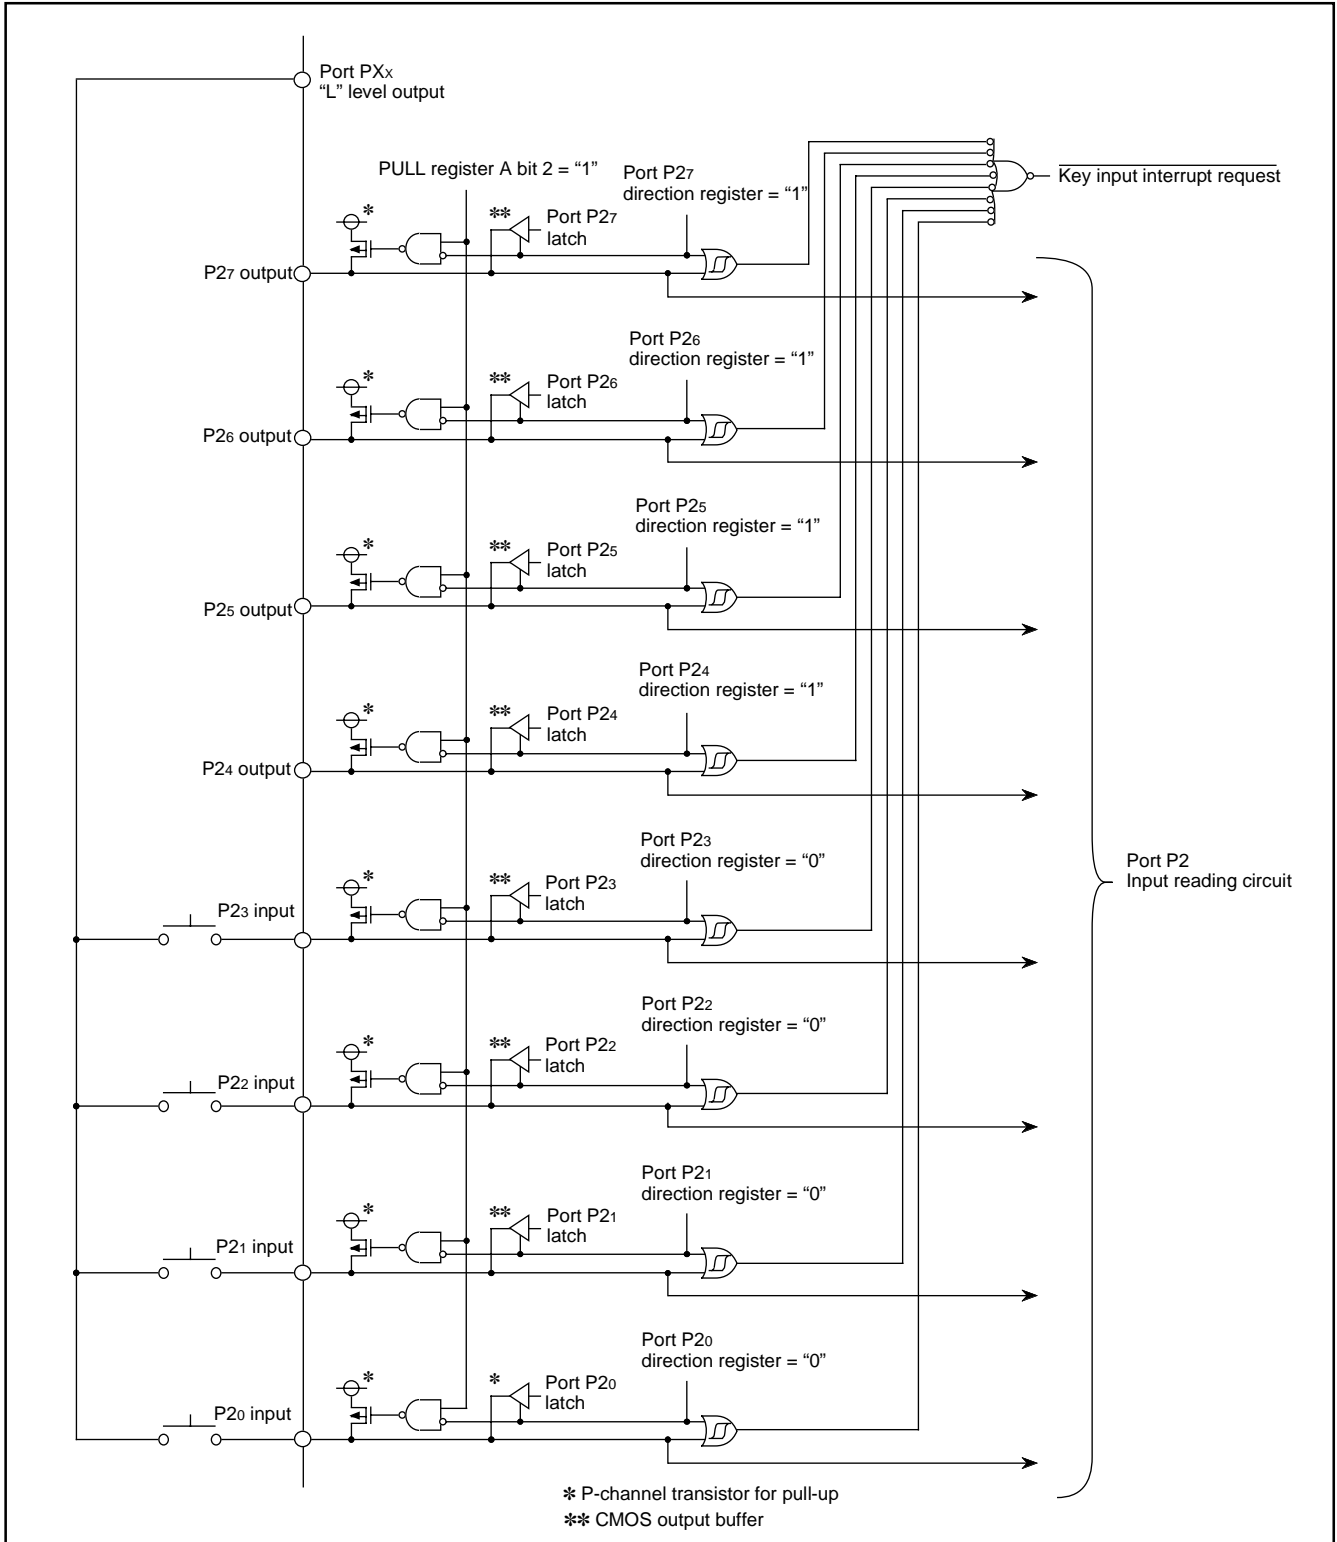 Port PXx
“L” level output
PULL register A bit 2 = “1”
Port P27
direction register = “1”
Key input interrupt request
*
**
Port P27
latch
P27 output
Port P26
direction register = “1”
*
**
Port P26
latch
P26 output
Port P25
direction register = “1”
*
**
Port P25
latch
P25 output
Port P24
direction register = “1”
*
**
Port P24
latch
P24 output
Port P23
direction register = “0”
*
**
Port P23
latch
P23 input
Port P2
Input reading circuit
Port P22
direction register = “0”
*
**
Port P22
latch
P22 input
Port P21
direction register = “0”
*
**
Port P21
latch
P21 input
Port P20
direction register = “0”
*
*
Port P20
latch
P20 input
* P-channel transistor for pull-up
** CMOS output buffer